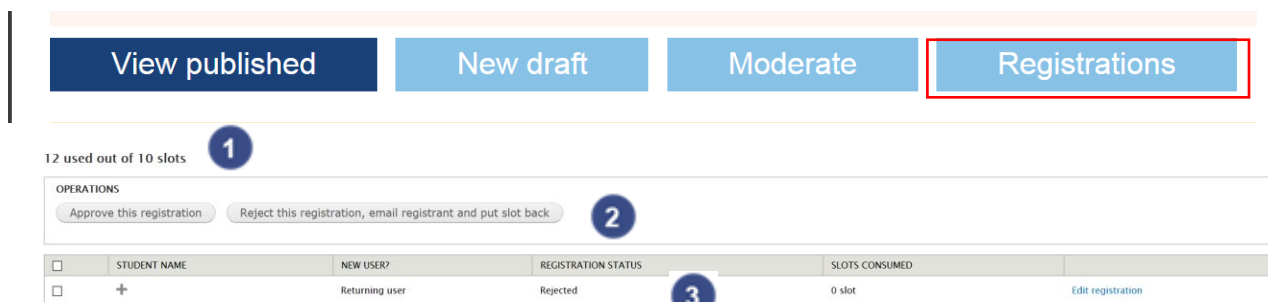 View published New draft Moderate Registrations
12 used out of 10 slots 1
OPERATIONS
Approve this registration Reject this registration, email registrant and put slot back 2
STUDENT NAME NEW USER? REGISTRATION STATUS SLOTS CONSUMED
+ Returning user Rejected 3 0 slot Edit registration